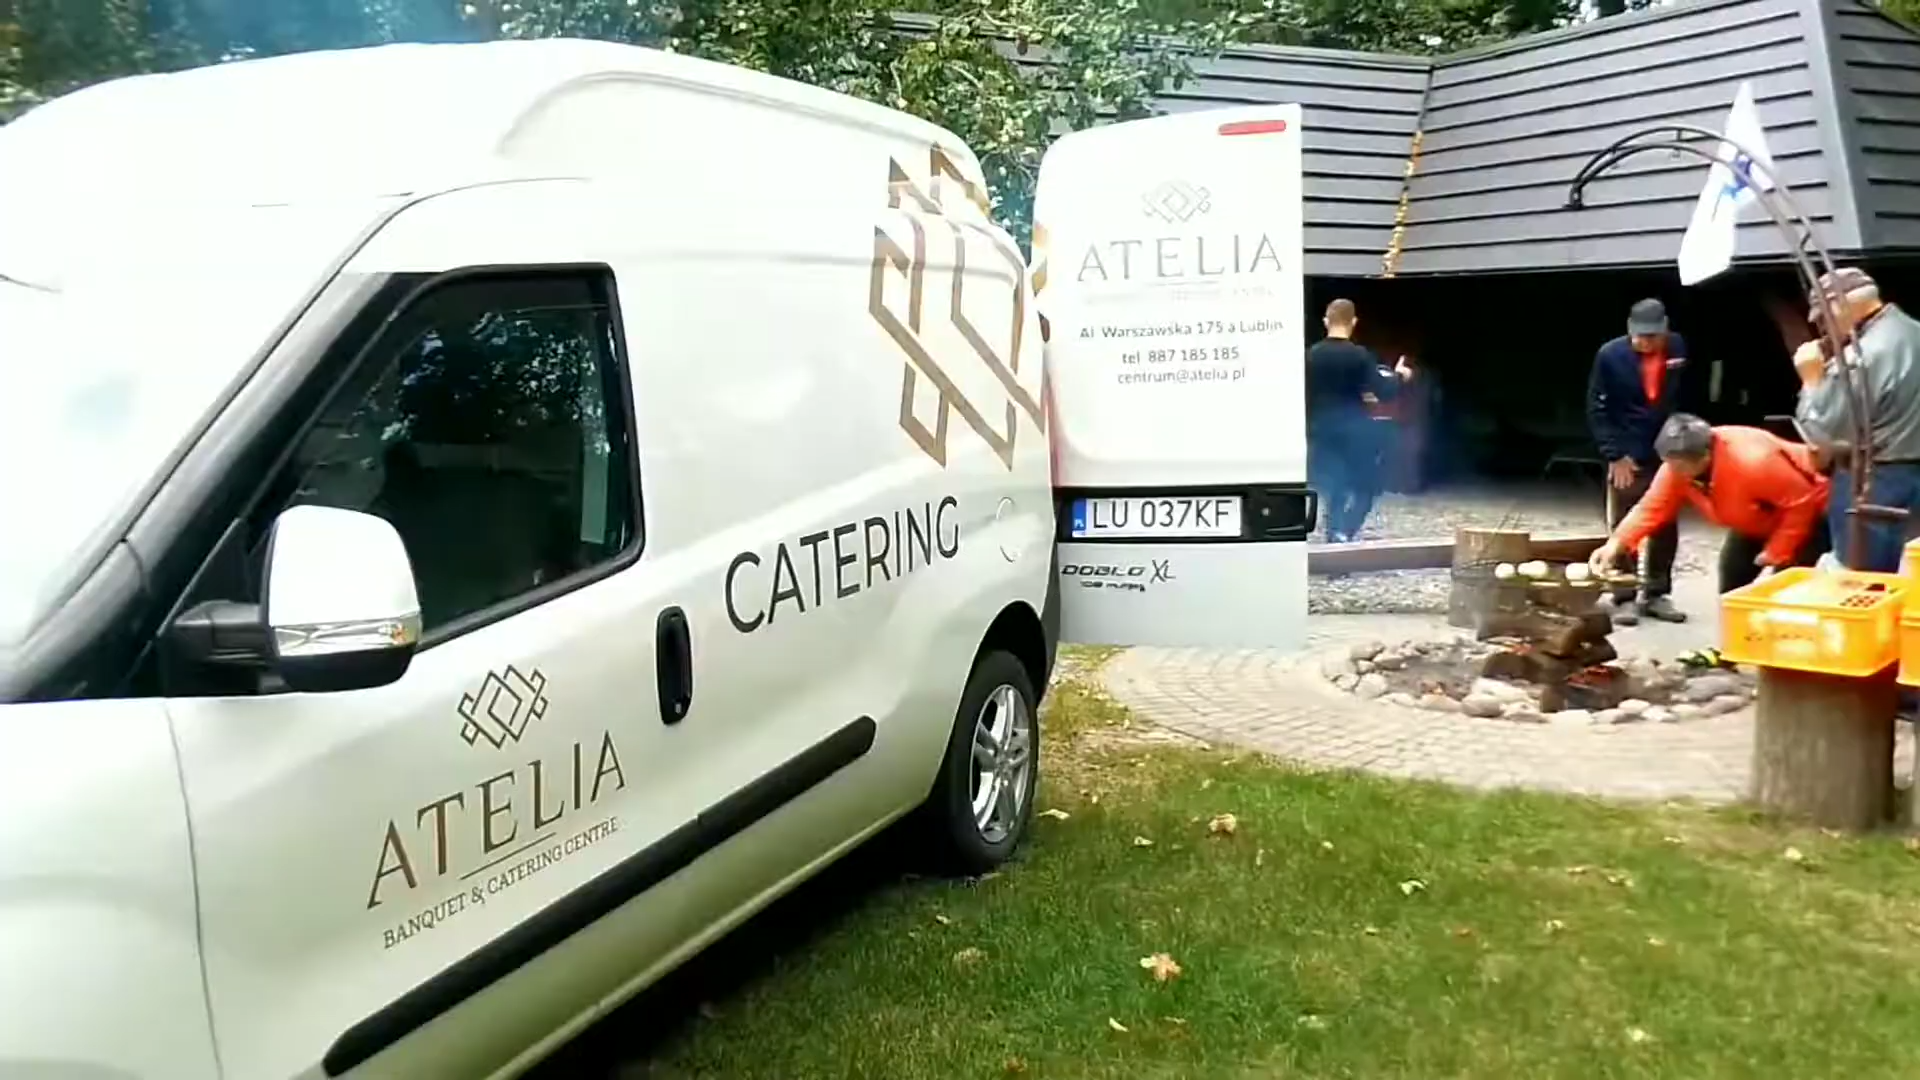 ATELIA
BANQUET & CATERING CENTRE
CATERING
ATELIA
Al Warszawska 175 a Lublin
tel 887 185 185
centrum@atelia.pl
PL
LU 037KF
DOBLO XL